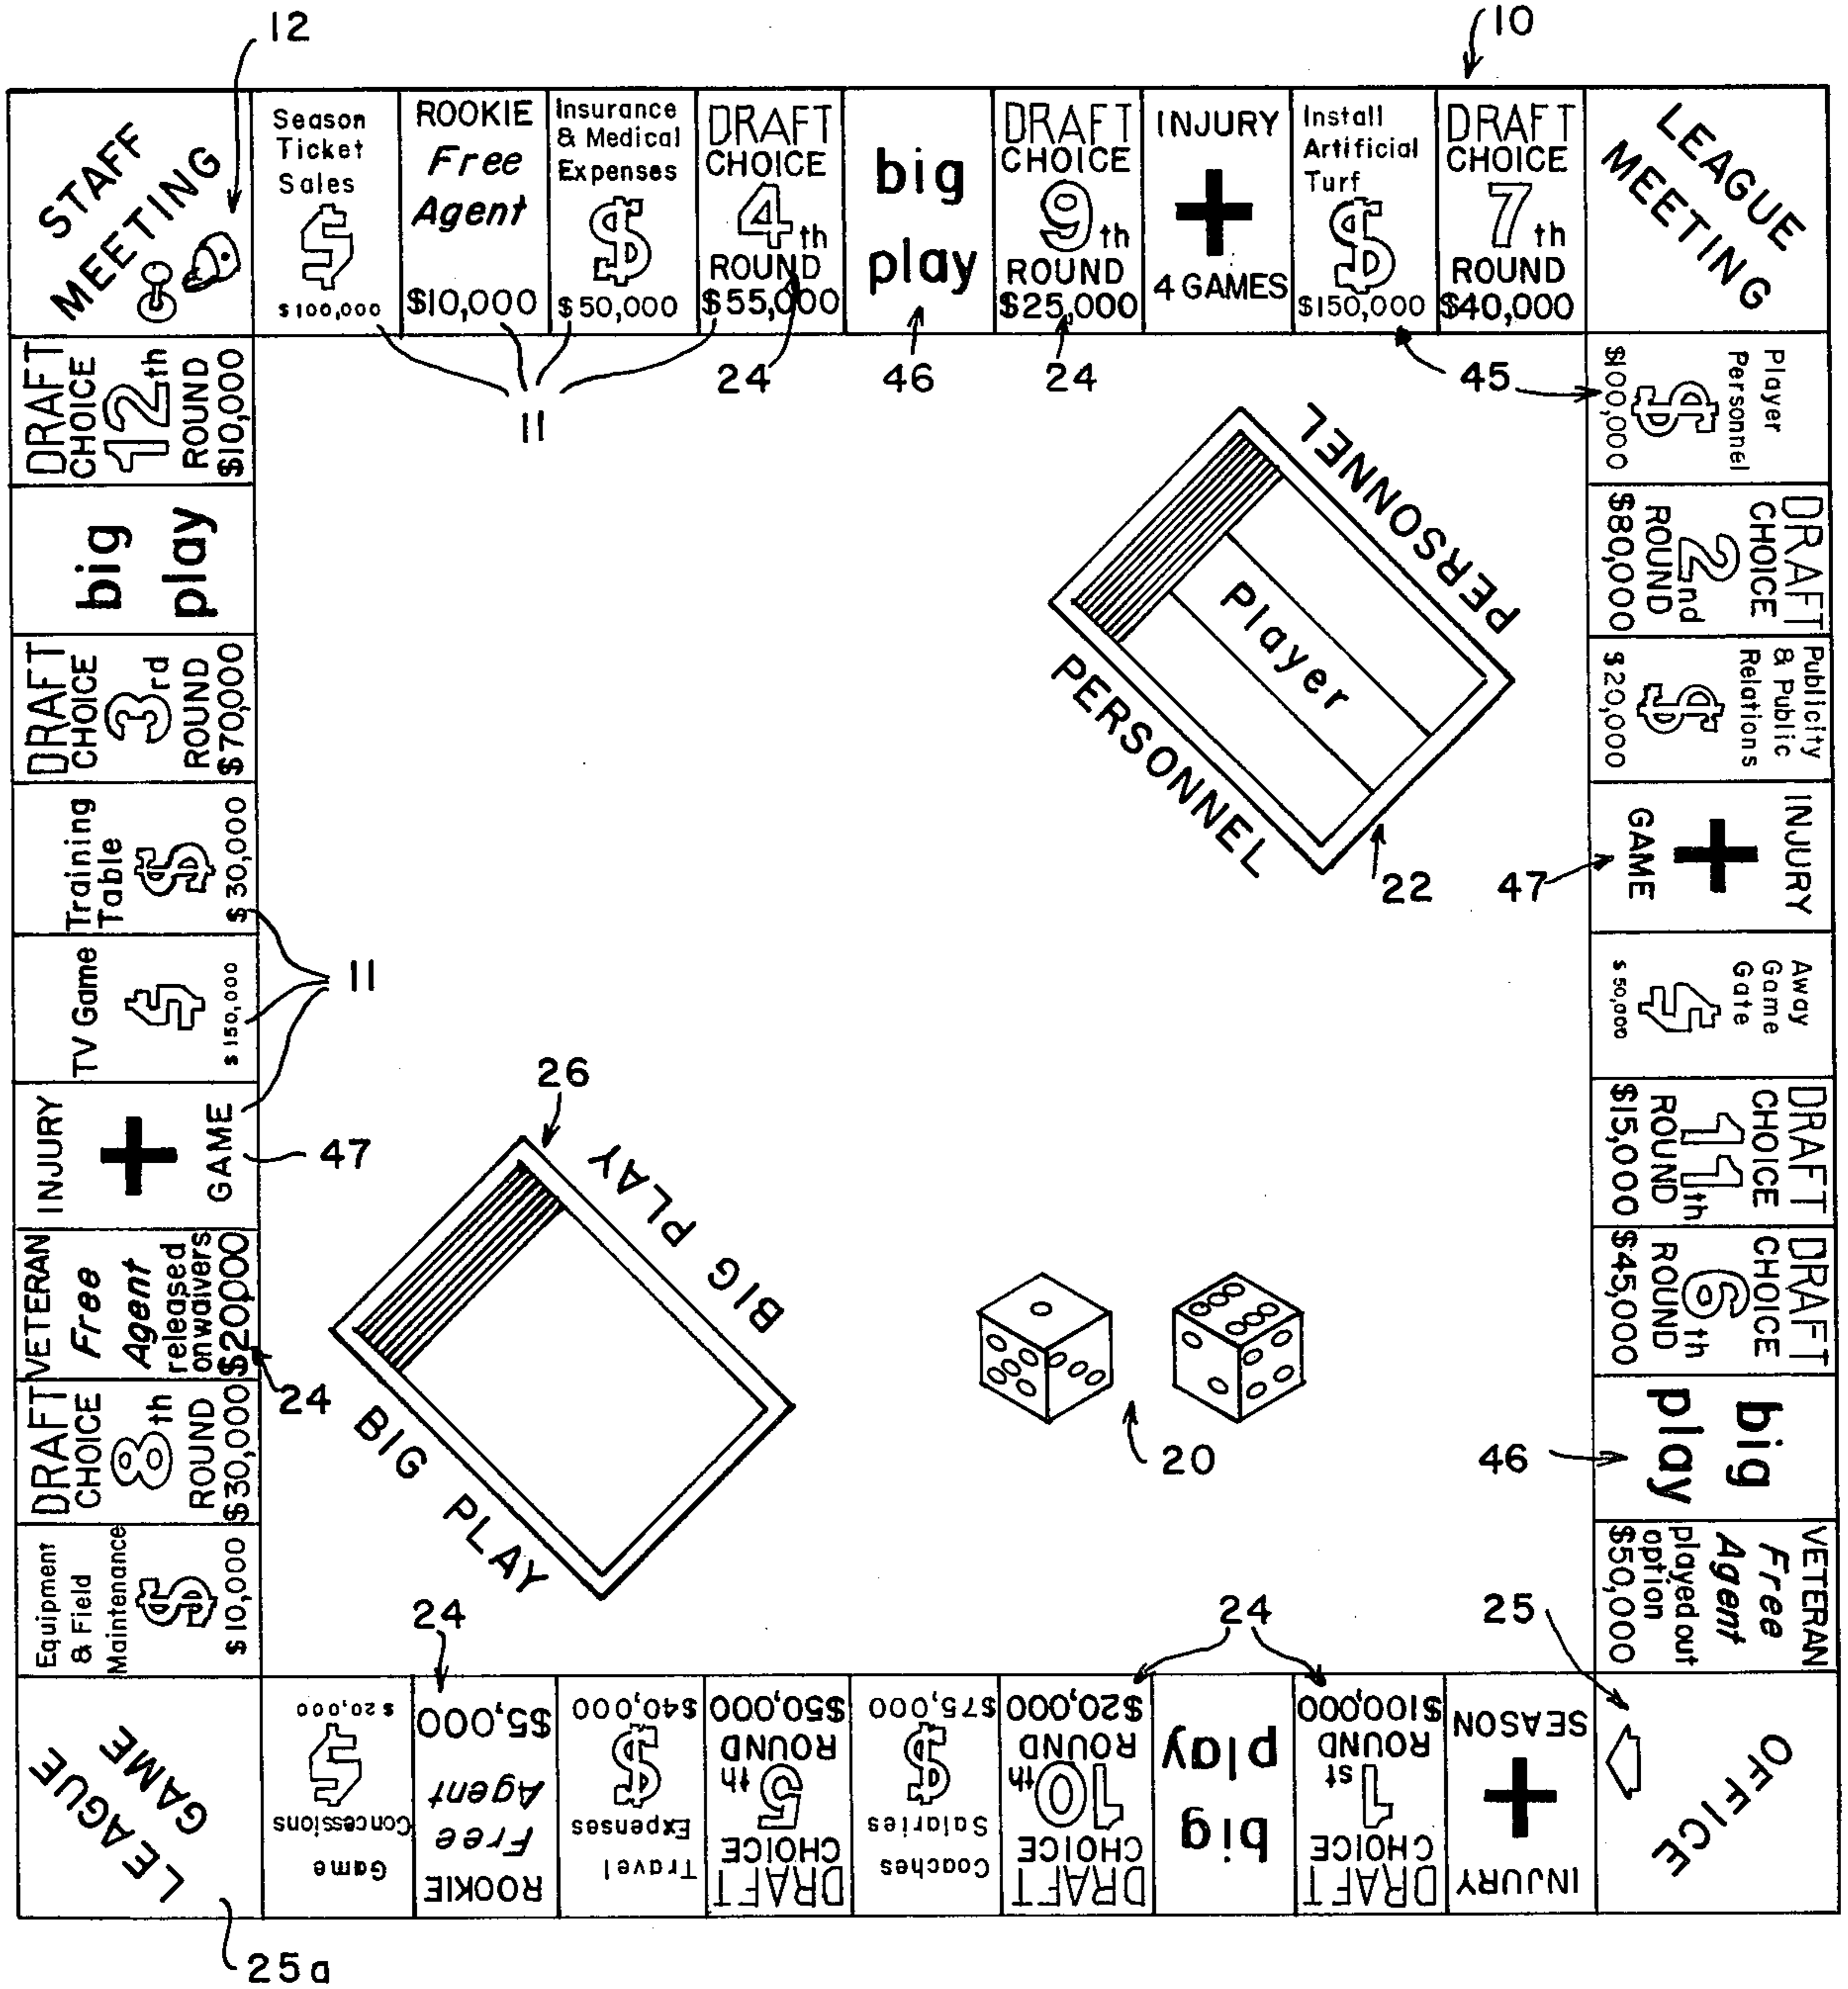 12
10
STAFF
MEETING
Season
Ticket
Sales
$
$100,000
ROOKIE
Free
Agent
$10,000
Insurance
& Medical
Expenses
$
$50,000
DRAFT
CHOICE
4th
ROUND
$55,000
big
play
DRAFT
CHOICE
9th
ROUND
$25,000
INJURY
4 GAMES
Install
Artificial
Turf
$
$150,000
DRAFT
CHOICE
7th
ROUND
$40,000
LEAGUE
MEETING
11
24
46
24
45
Player
Personnel
$
$100,000
DRAFT
CHOICE
2nd
ROUND
$80,000
Publicity
& Public
Relations
$
$20,000
INJURY
GAME
47
Away
Game
Gate
$
$50,000
DRAFT
CHOICE
11th
ROUND
$15,000
DRAFT
CHOICE
6th
ROUND
$45,000
big
play
46
VETERAN
Free
Agent
played out
option
$50,000
25
OFFICE
INJURY
SEASON
DRAFT
CHOICE
1st
ROUND
$100,000
big
play
DRAFT
CHOICE
10th
ROUND
$20,000
24
Coaches
Salaries
$
$75,000
DRAFT
CHOICE
5th
ROUND
$50,000
Travel
Expenses
$
$40,000
ROOKIE
Free
Agent
$5,000
24
Game
Concessions
$
$20,000
LEAGUE
GAME
25a
Equipment
& Field
Maintenance
$
$10,000
DRAFT
CHOICE
8th
ROUND
$30,000
VETERAN
Free
Agent
released
on waivers
$20,000
24
INJURY
GAME
47
TV Game
$
$150,000
11
Training
Table
$
$30,000
DRAFT
CHOICE
3rd
ROUND
$70,000
big
play
DRAFT
CHOICE
12th
ROUND
$10,000
PERSONNEL
Player
PERSONNEL
22
26
BIG PLAY
BIG PLAY
20